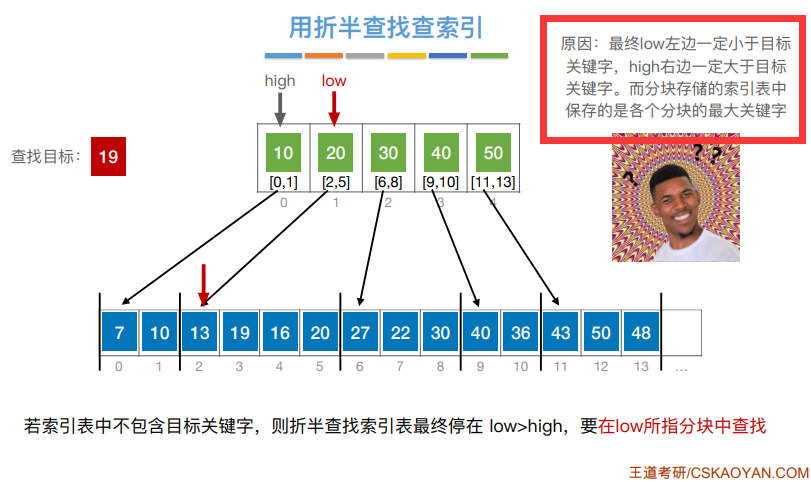 用折半查找查索引
原因：最终low左边一定小于目标
关键字，high右边一定大于目标
关键字。而分块存储的索引表中
保存的是各个分块的最大关键字
high low
查找目标： 19
10 20 30 40 50
[0,1] [2,5] [6,8] [9,10] [11,13]
0 1 2 3 4
? ? ?
7 10 13 19 16 20 27 22 30 40 36 43 50 48
0 1 2 3 4 5 6 7 8 9 10 11 12 13 …
若索引表中不包含目标关键字，则折半查找索引表最终停在 low>high，要在low所指分块中查找
王道考研/CSKAOYAN.COM